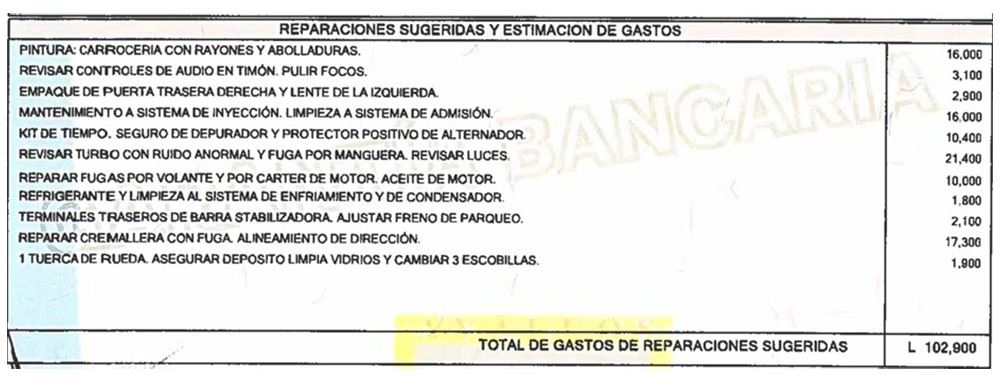 REPARACIONES SUGERIDAS Y ESTIMACION DE GASTOS
PINTURA: CARROCERIA CON RAYONES Y ABOLLADURAS. 16,000
REVISAR CONTROLES DE AUDIO EN TIMÓN. PULIR FOCOS. 3,100
EMPAQUE DE PUERTA TRASERA DERECHA Y LENTE DE LA IZQUIERDA. 2,900
MANTENIMIENTO A SISTEMA DE INYECCIÓN. LIMPIEZA A SISTEMA DE ADMISIÓN. 16,000
KIT DE TIEMPO. SEGURO DE DEPURADOR Y PROTECTOR POSITIVO DE ALTERNADOR. 10,400
REVISAR TURBO CON RUIDO ANORMAL Y FUGA POR MANGUERA. REVISAR LUCES. 21,400
REPARAR FUGAS POR VOLANTE Y POR CARTER DE MOTOR. ACEITE DE MOTOR. 10,000
REFRIGERANTE Y LIMPIEZA AL SISTEMA DE ENFRIAMIENTO Y DE CONDENSADOR. 1,800
TERMINALES TRASEROS DE BARRA STABILIZADORA. AJUSTAR FRENO DE PARQUEO. 2,100
REPARAR CREMALLERA CON FUGA. ALINEAMIENTO DE DIRECCIÓN. 17,300
1 TUERCA DE RUEDA. ASEGURAR DEPOSITO LIMPIA VIDRIOS Y CAMBIAR 3 ESCOBILLAS. 1,900
BANCARIA
TOTAL DE GASTOS DE REPARACIONES SUGERIDAS L 102,900